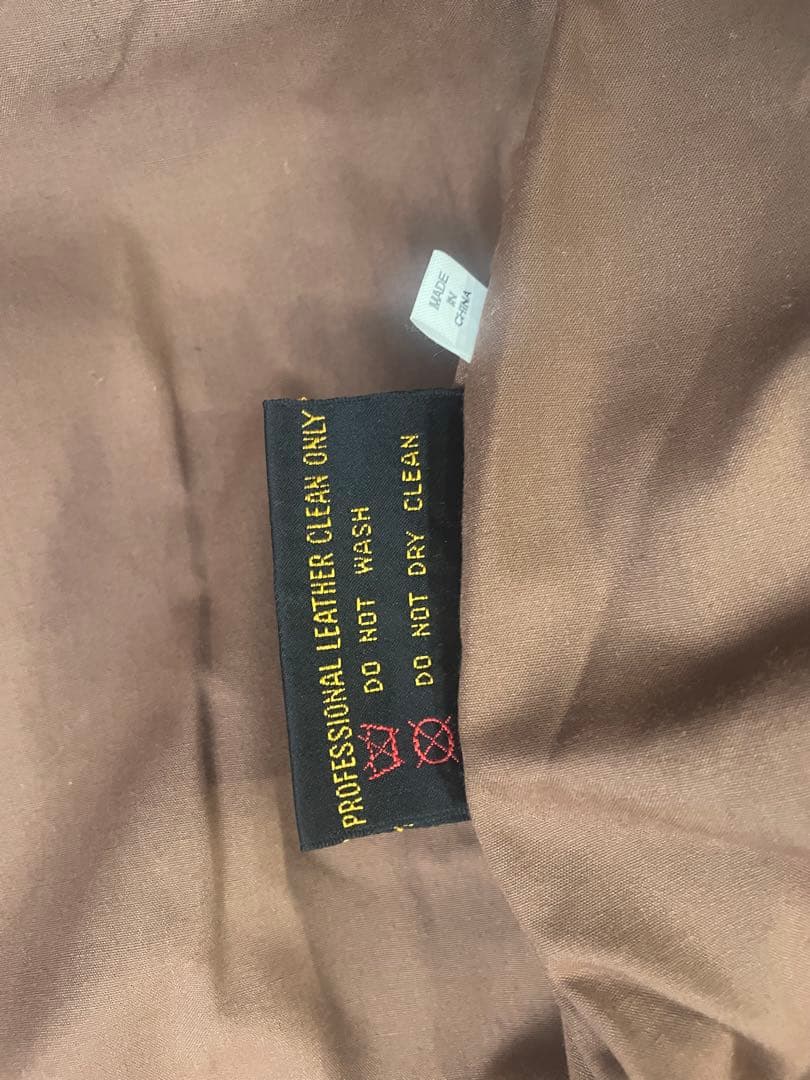 MADE
IN
CHINA
PROFESSIONAL LEATHER CLEAN ONLY
DO NOT WASH
DO NOT DRY CLEAN